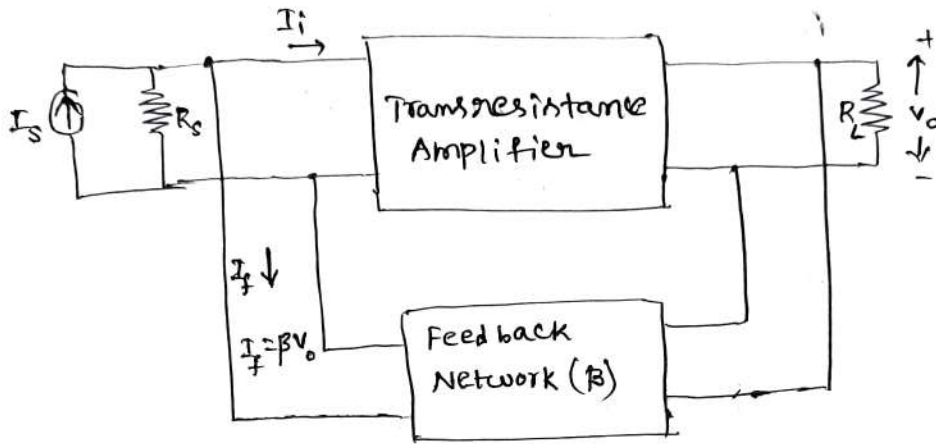 Ii
+
Is
Rs
Transresistance
Amplifier
RL
Vo
-
If
If = βVo
Feedback
Network (β)